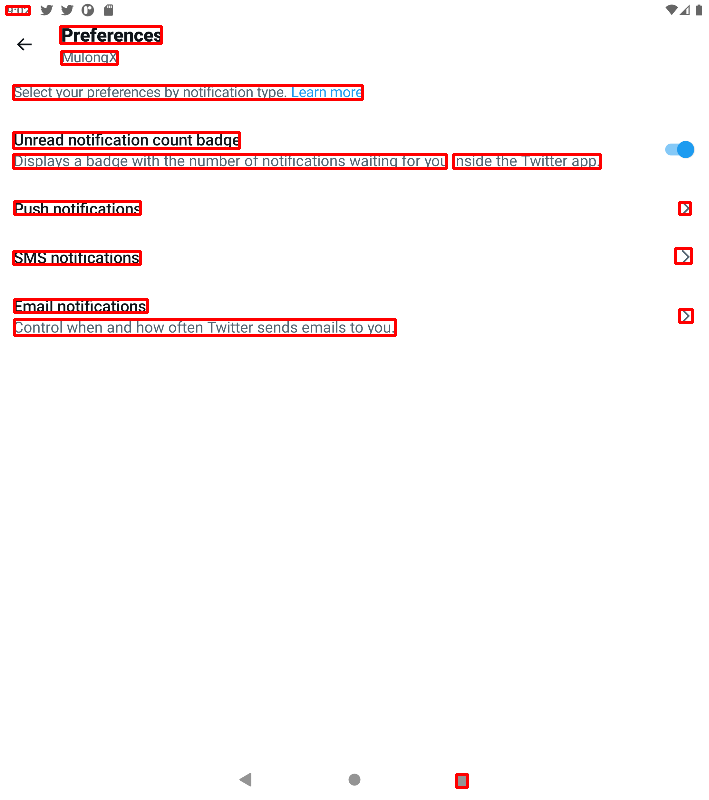 Preferences
MulongX
Select your preferences by notification type. Learn more
Unread notification count badge
Displays a badge with the number of notifications waiting for you inside the Twitter app.
Push notifications
SMS notifications
Email notifications
Control when and how often Twitter sends emails to you.